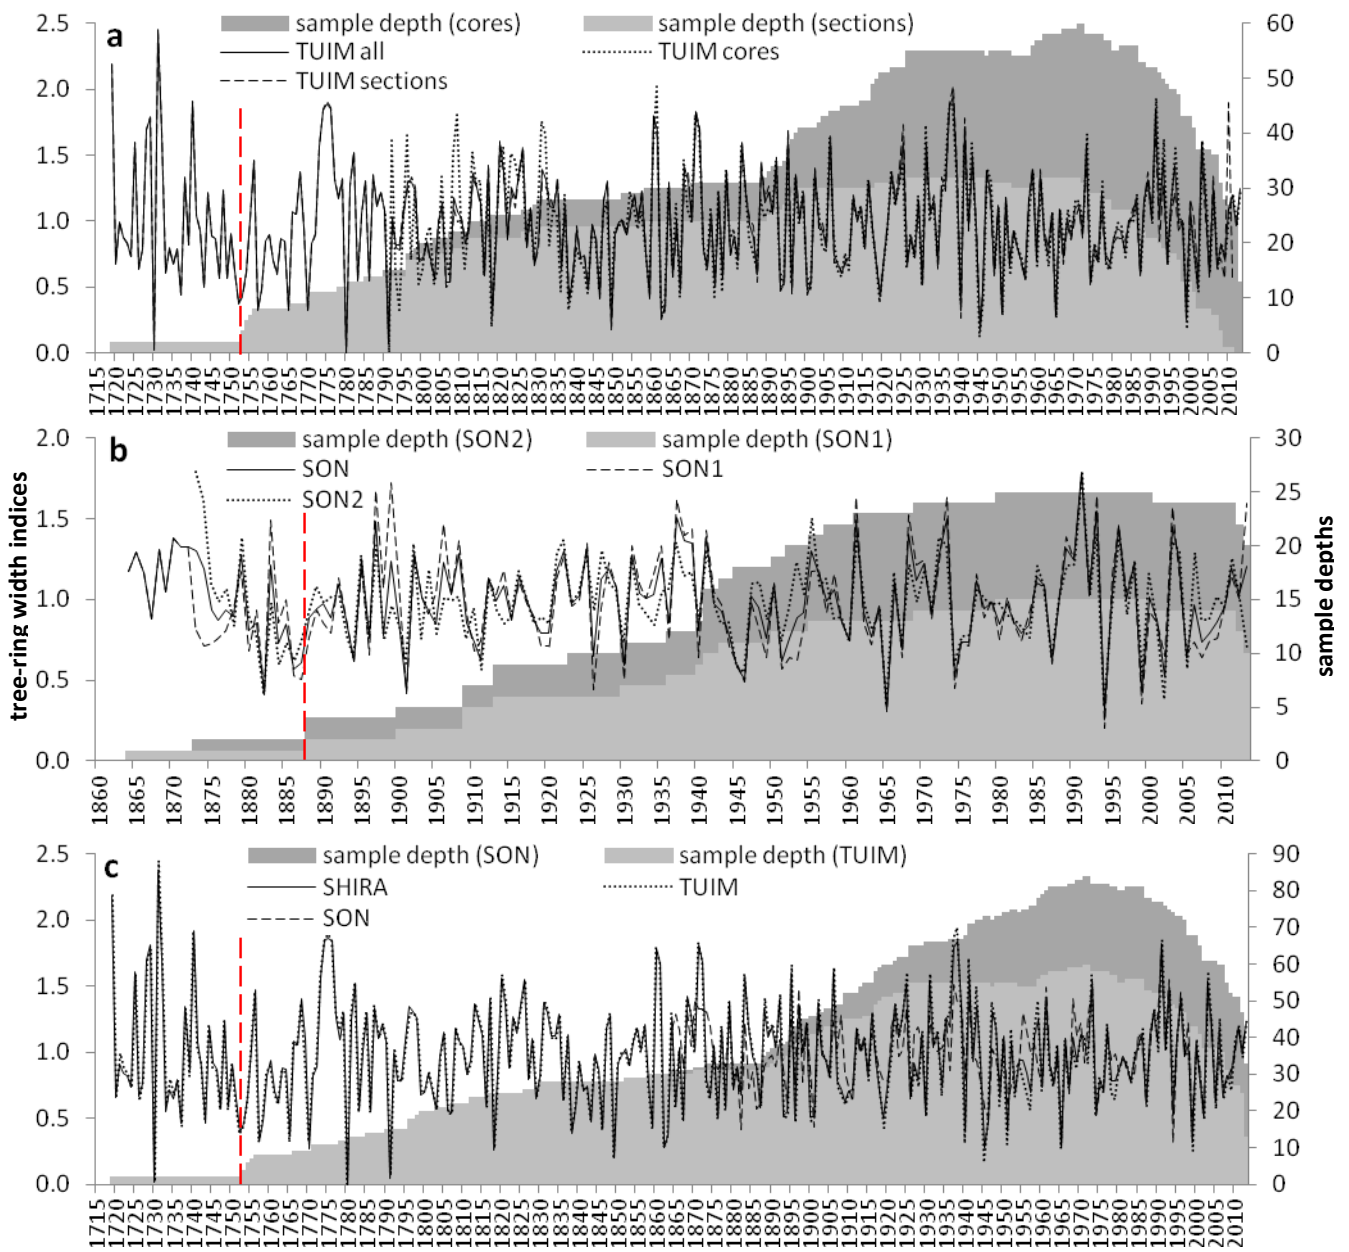 a
sample depth (cores) sample depth (sections)
TUIM all TUIM cores
TUIM sections
2.5 2.0 1.5 1.0 0.5 0.0
60 50 40 30 20 10 0
1715 1720 1725 1730 1735 1740 1745 1750 1755 1760 1765 1770 1775 1780 1785 1790 1795 1800 1805 1810 1815 1820 1825 1830 1835 1840 1845 1850 1855 1860 1865 1870 1875 1880 1885 1890 1895 1900 1905 1910 1915 1920 1925 1930 1935 1940 1945 1950 1955 1960 1965 1970 1975 1980 1985 1990 1995 2000 2005 2010
b
sample depth (SON2) sample depth (SON1)
SON SON1
SON2
2.0 1.5 1.0 0.5 0.0
30 25 20 15 10 5 0
tree-ring width indices
sample depths
1860 1865 1870 1875 1880 1885 1890 1895 1900 1905 1910 1915 1920 1925 1930 1935 1940 1945 1950 1955 1960 1965 1970 1975 1980 1985 1990 1995 2000 2005 2010
c
sample depth (SON) sample depth (TUIM)
SHIRA TUIM
SON
2.5 2.0 1.5 1.0 0.5 0.0
90 80 70 60 50 40 30 20 10 0
1715 1720 1725 1730 1735 1740 1745 1750 1755 1760 1765 1770 1775 1780 1785 1790 1795 1800 1805 1810 1815 1820 1825 1830 1835 1840 1845 1850 1855 1860 1865 1870 1875 1880 1885 1890 1895 1900 1905 1910 1915 1920 1925 1930 1935 1940 1945 1950 1955 1960 1965 1970 1975 1980 1985 1990 1995 2000 2005 2010